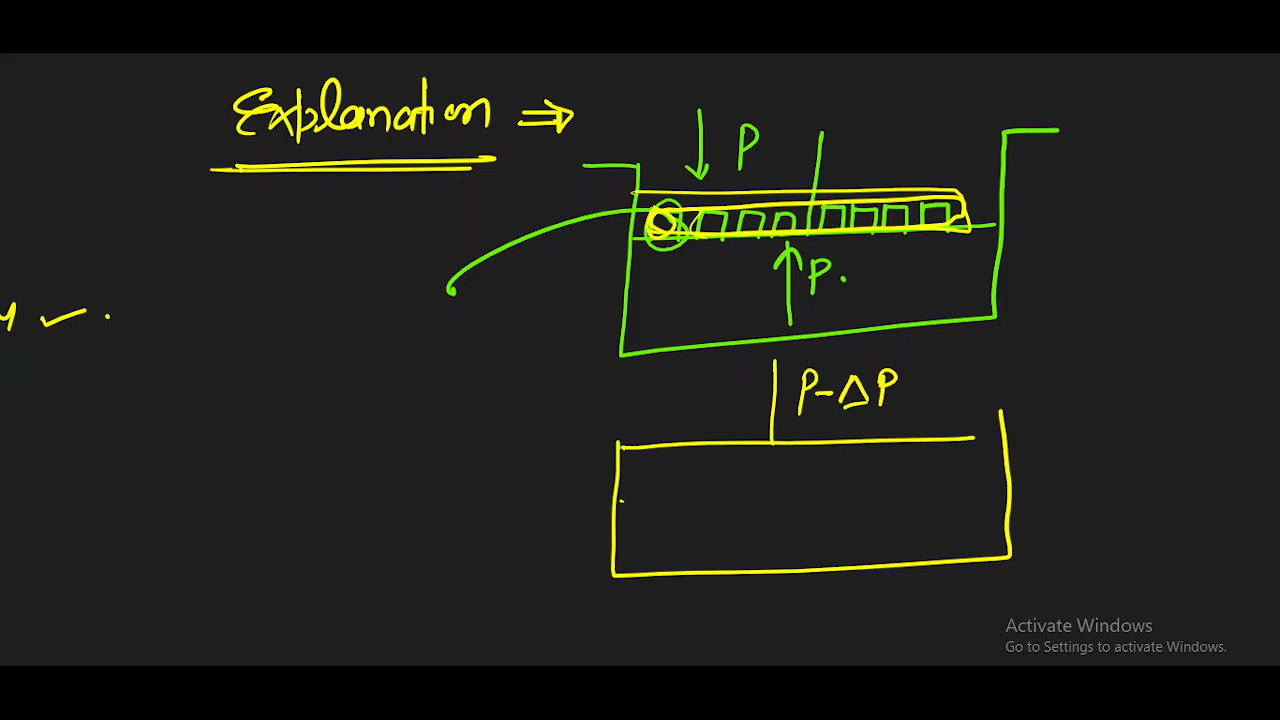 Explanation ⇒
P
P.
P-ΔP
Activate Windows
Go to Settings to activate Windows.